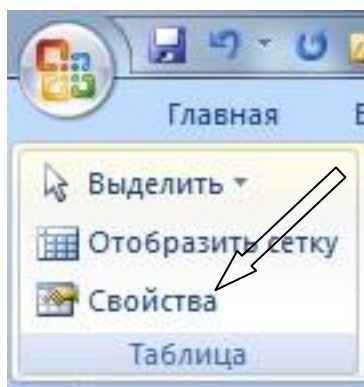 Главная
Выделить
Отобразить сетку
Свойства
Таблица